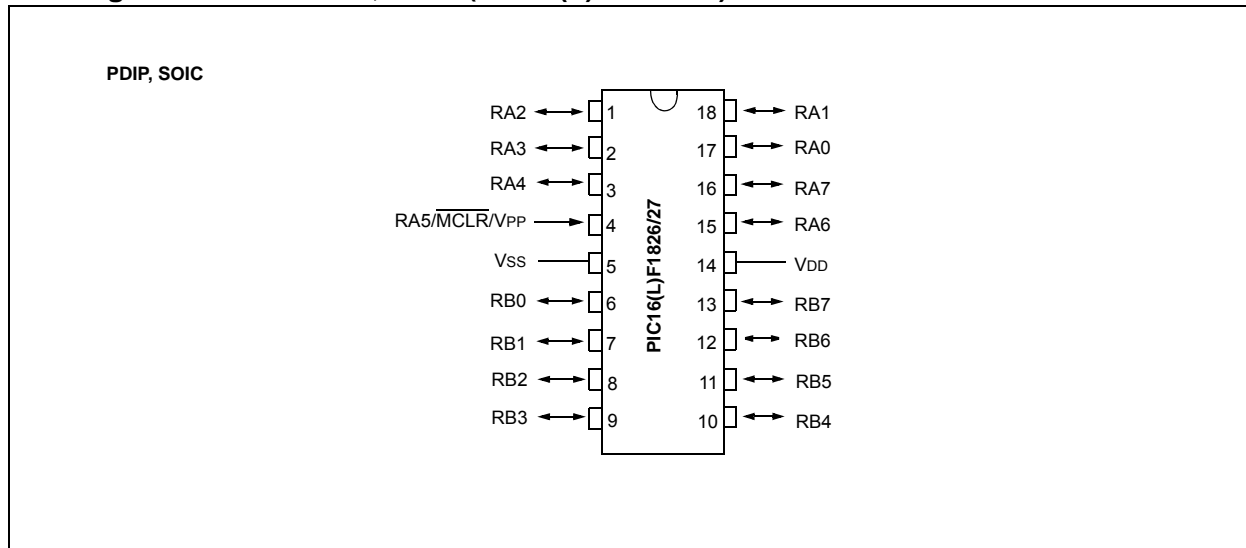 PDIP, SOIC
RA2 1 18 RA1
RA3 2 17 RA0
RA4 3 16 RA7
RA5/MCLR/VPP 4 15 RA6
VSS 5 14 VDD
RB0 6 13 RB7
RB1 7 12 RB6
RB2 8 11 RB5
RB3 9 10 RB4
PIC16(L)F1826/27